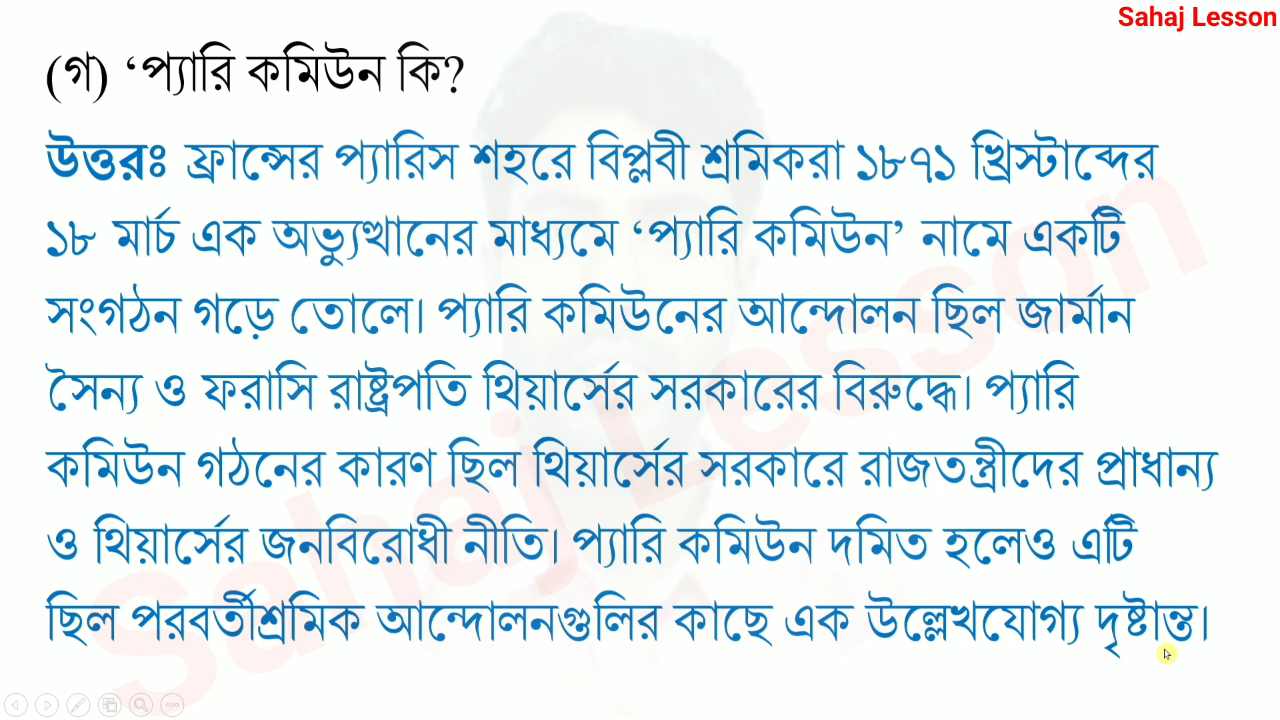 Sahaj Lesson
(গ) ‘প্যারি কমিউন কি?
উত্তরঃ ফ্রান্সের প্যারিস শহরে বিপ্লবী শ্রমিকরা ১৮৭১ খ্রিস্টাব্দের
১৮ মার্চ এক অভ্যুত্থানের মাধ্যমে ‘প্যারি কমিউন’ নামে একটি
সংগঠন গড়ে তোলে। প্যারি কমিউনের আন্দোলন ছিল জার্মান
সৈন্য ও ফরাসি রাষ্ট্রপতি থিয়ার্সের সরকারের বিরুদ্ধে। প্যারি
কমিউন গঠনের কারণ ছিল থিয়ার্সের সরকারে রাজতন্ত্রীদের প্রাধান্য
ও থিয়ার্সের জনবিরোধী নীতি। প্যারি কমিউন দমিত হলেও এটি
ছিল পরবর্তীশ্রমিক আন্দোলনগুলির কাছে এক উল্লেখযোগ্য দৃষ্টান্ত।
Sahaj Lesson